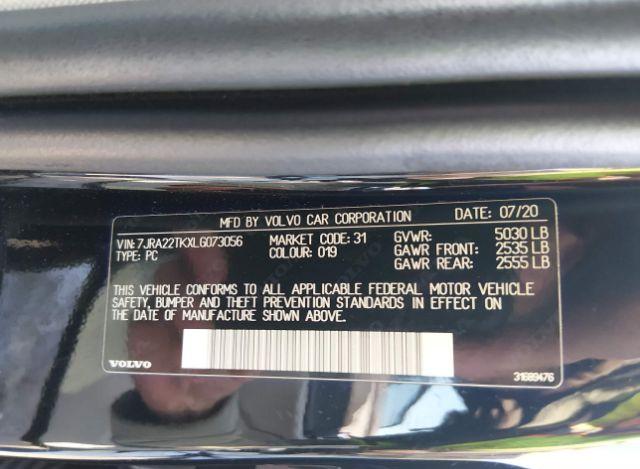 MFD BY VOLVO CAR CORPORATION DATE: 07/20
VIN: 7JRA22TKXLG073056 MARKET CODE: 31 GVWR: 5030 LB
TYPE: PC COLOUR: 019 GAWR FRONT: 2535 LB
GAWR REAR: 2555 LB
THIS VEHICLE CONFORMS TO ALL APPLICABLE FEDERAL MOTOR VEHICLE
SAFETY, BUMPER AND THEFT PREVENTION STANDARDS IN EFFECT ON
THE DATE OF MANUFACTURE SHOWN ABOVE.
VOLVO 31689476